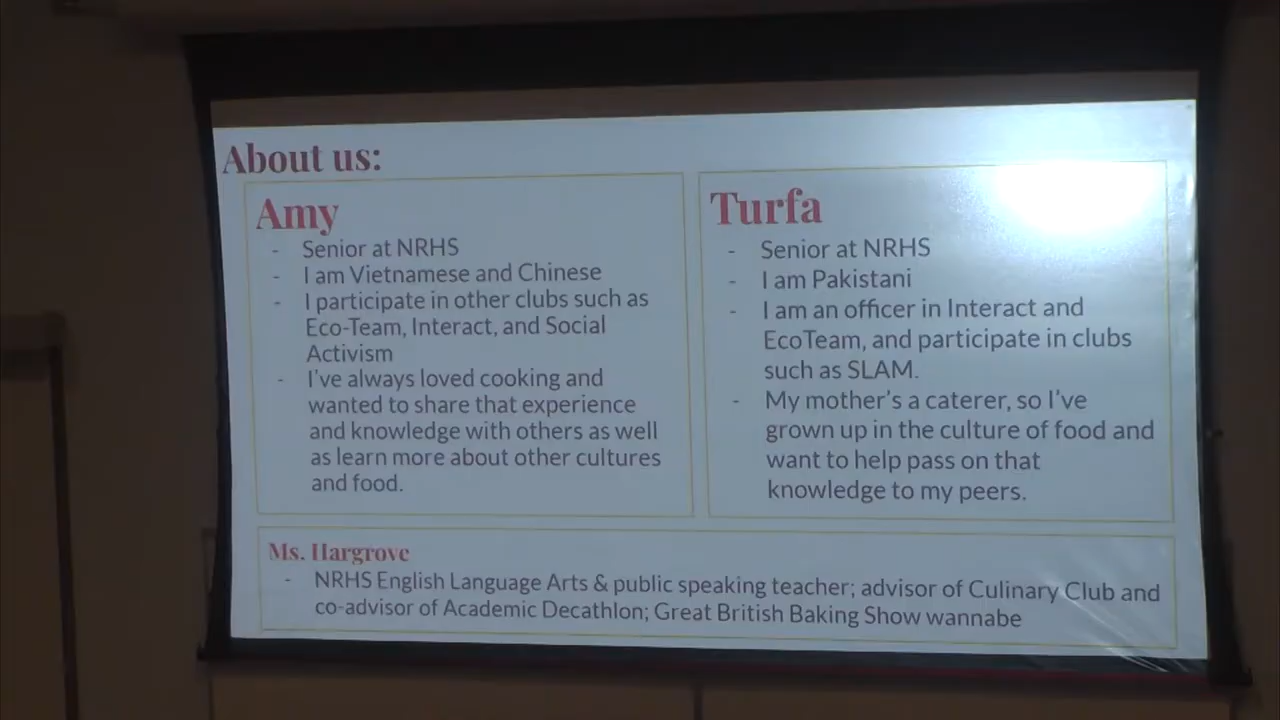 About us:
Amy
- Senior at NRHS
- I am Vietnamese and Chinese
- I participate in other clubs such as
Eco-Team, Interact, and Social
Activism
- I've always loved cooking and
wanted to share that experience
and knowledge with others as well
as learn more about other cultures
and food.
Turfa
- Senior at NRHS
- I am Pakistani
- I am an officer in Interact and
EcoTeam, and participate in clubs
such as SLAM.
- My mother's a caterer, so I've
grown up in the culture of food and
want to help pass on that
knowledge to my peers.
Ms. Hargrove
- NRHS English Language Arts & public speaking teacher; advisor of Culinary Club and
co-advisor of Academic Decathlon; Great British Baking Show wannabe